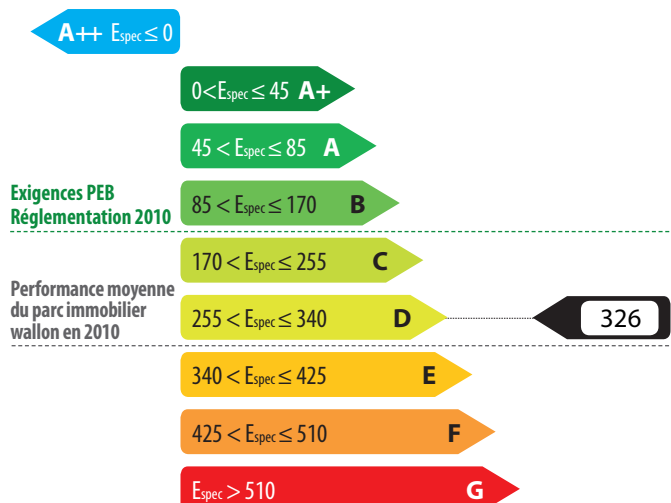 A++ Espec ≤ 0
0<Espec ≤ 45 A+
45 < Espec ≤ 85 A
Exigences PEB
Réglementation 2010
85 < Espec ≤ 170 B
170 < Espec ≤ 255 C
Performance moyenne
du parc immobilier
wallon en 2010
255 < Espec ≤ 340 D
326
340 < Espec ≤ 425 E
425 < Espec ≤ 510 F
Espec > 510 G